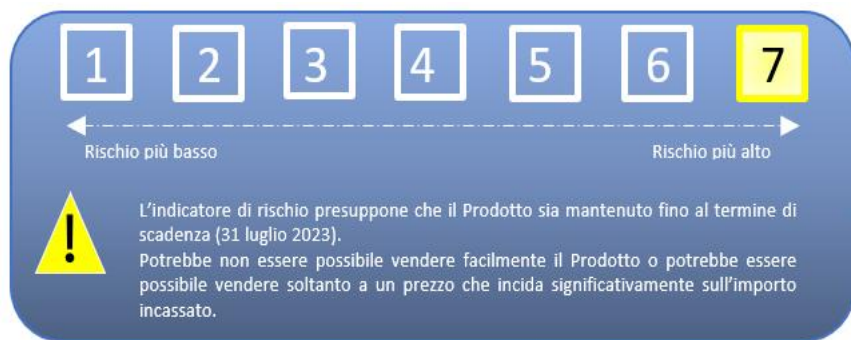 1 2 3 4 5 6 7
Rischio più basso Rischio più alto
!
L'indicatore di rischio presuppone che il Prodotto sia mantenuto fino al termine di
scadenza (31 luglio 2023).
Potrebbe non essere possibile vendere facilmente il Prodotto o potrebbe essere
possibile vendere soltanto a un prezzo che incida significativamente sull'importo
incassato.